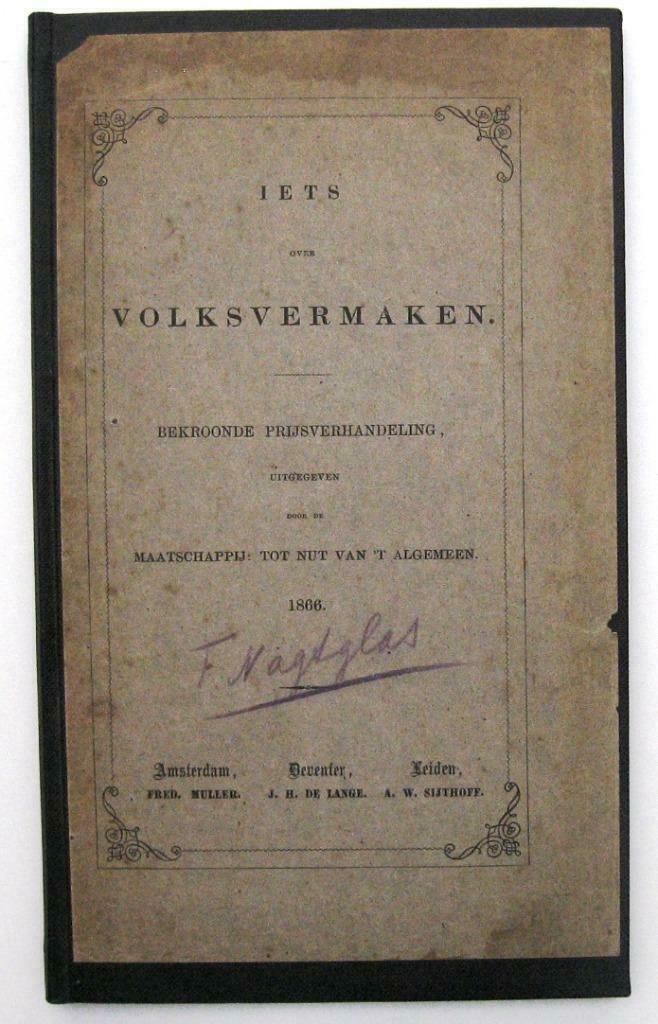 IETS
OVER
VOLKSVERMAKEN.
BEKROONDE PRIJSVERHANDELING,
UITGEGEVEN
DOOR DE
MAATSCHAPPIJ: TOT NUT VAN 'T ALGEMEEN.
1866.
F. Nagtglas
Amsterdam, Deventer, Leiden,
FRED. MULLER. J. H. DE LANGE. A. W. SIJTHOFF.